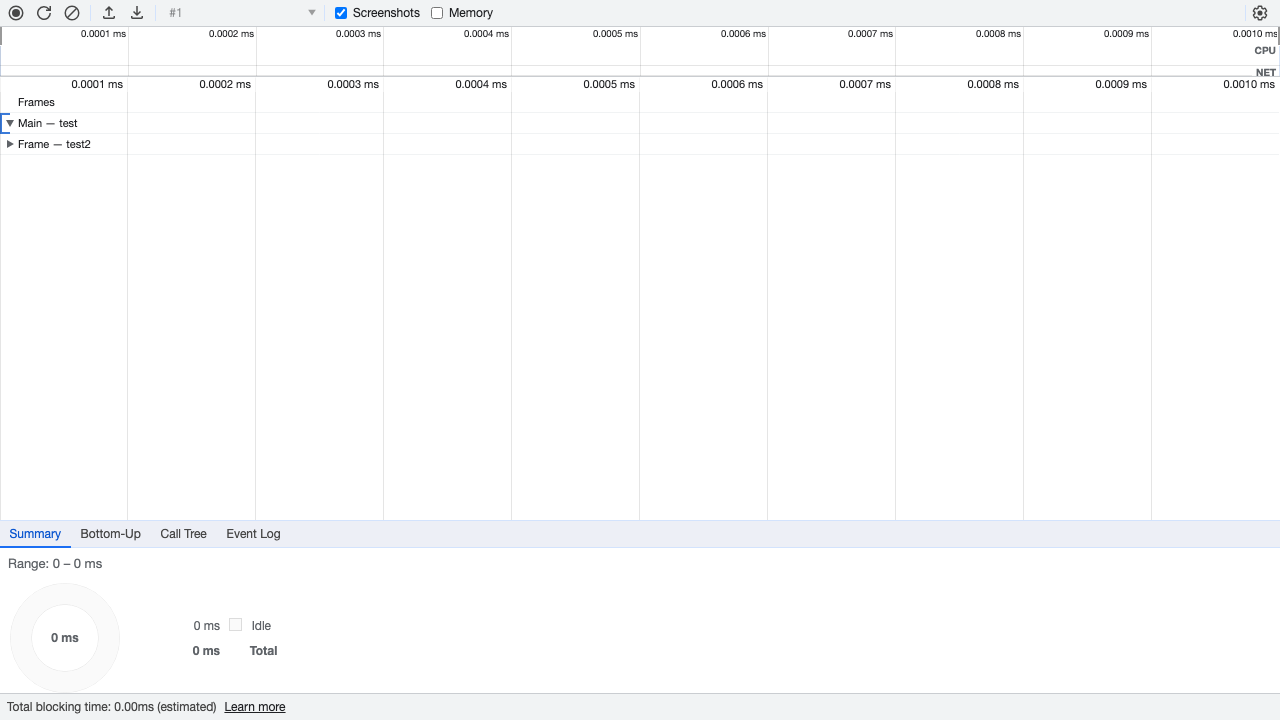 #1 Screenshots Memory
0.0001 ms 0.0002 ms 0.0003 ms 0.0004 ms 0.0005 ms 0.0006 ms 0.0007 ms 0.0008 ms 0.0009 ms 0.0010 ms
CPU
NET
0.0001 ms 0.0002 ms 0.0003 ms 0.0004 ms 0.0005 ms 0.0006 ms 0.0007 ms 0.0008 ms 0.0009 ms 0.0010 ms
Frames
Main — test
Frame — test2
Summary Bottom-Up Call Tree Event Log
Range: 0 – 0 ms
0 ms Idle
0 ms
0 ms Total
Total blocking time: 0.00ms (estimated) Learn more